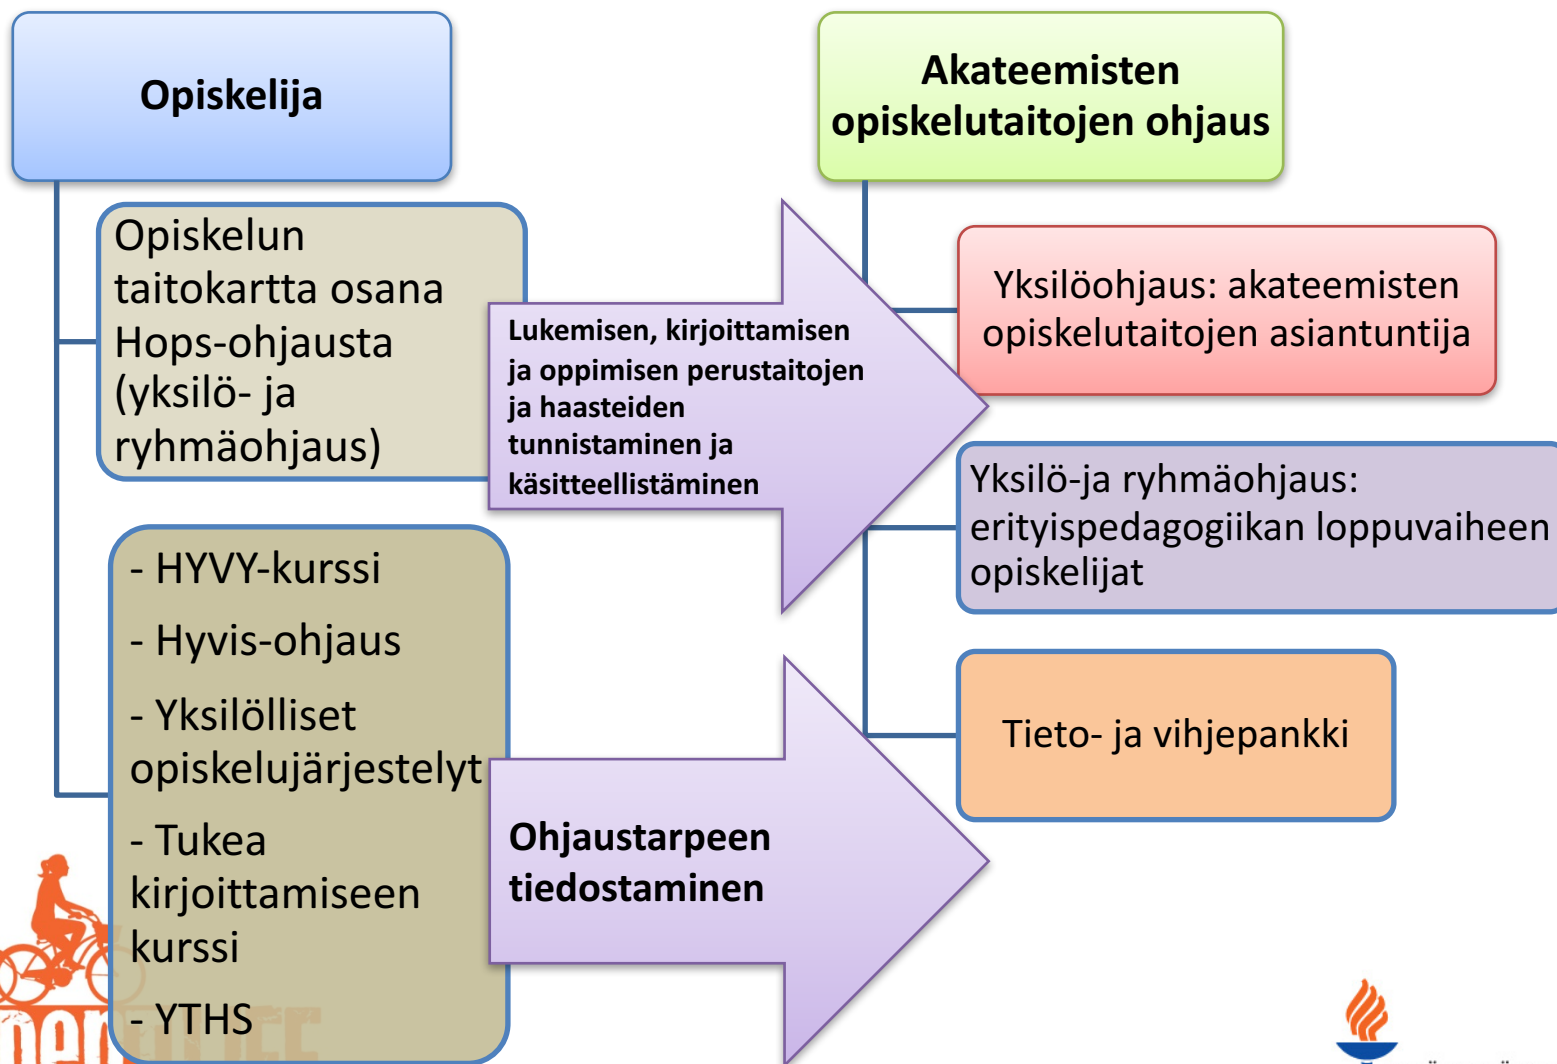 Opiskelija
Opiskelun
taitokartta osana
Hops-ohjausta
(yksilö- ja
ryhmäohjaus)
- HYVY-kurssi
- Hyvis-ohjaus
- Yksilölliset
opiskelujärjestelyt
- Tukea
kirjoittamiseen
kurssi
- YTHS
Lukemisen, kirjoittamisen
ja oppimisen perustaitojen
ja haasteiden
tunnistaminen ja
käsitteellistäminen
Ohjaustarpeen
tiedostaminen
Akateemisten
opiskelutaitojen ohjaus
Yksilöohjaus: akateemisten
opiskelutaitojen asiantuntija
Yksilö-ja ryhmäohjaus:
erityispedagogiikan loppuvaiheen
opiskelijat
Tieto- ja vihjepankki